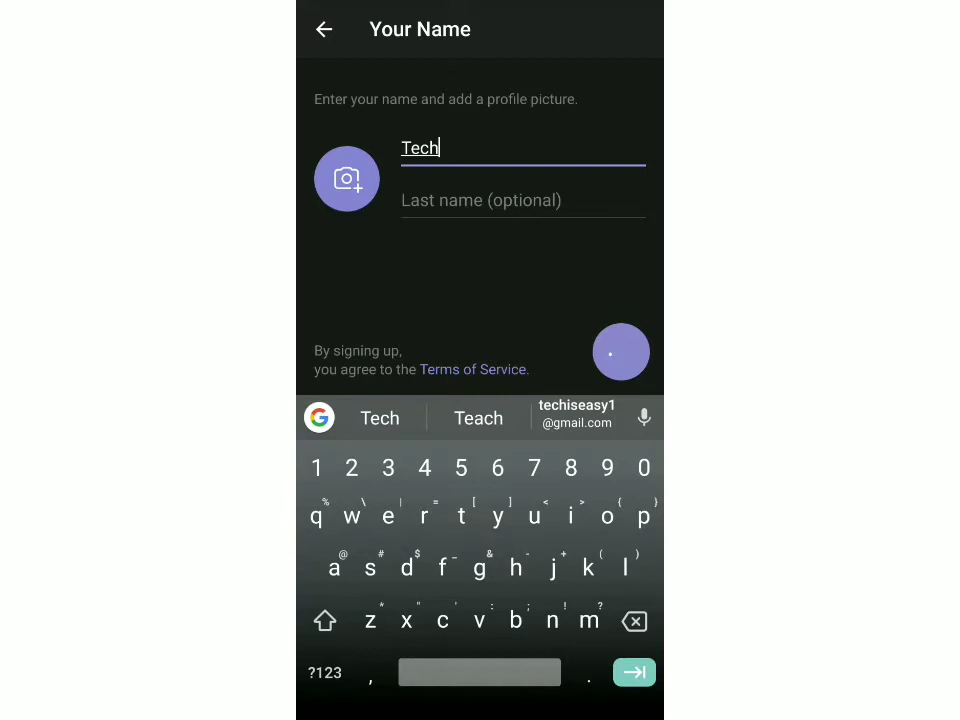 Your Name
Enter your name and add a profile picture.
Tech
Last name (optional)
By signing up,
you agree to the Terms of Service.
Tech Teach techiseasy1
@gmail.com
1 2 3 4 5 6 7 8 9 0
% \ | = [ ] < > { }
q w e r t y u i o p
@ # $ _ & - + ( )
a s d f g h j k l
* " ' : ; ! ?
z x c v b n m
?123 , .